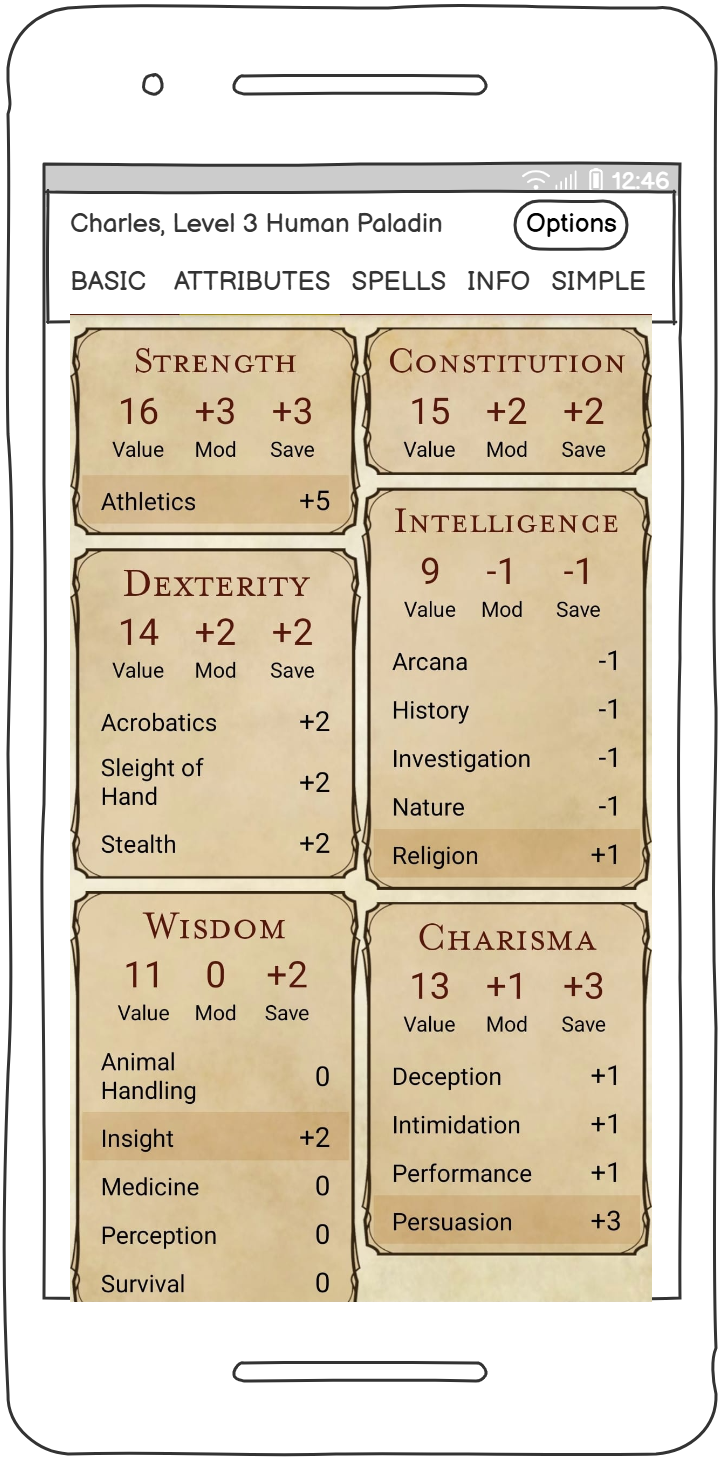 12:46
Charles, Level 3 Human Paladin
Options
BASIC ATTRIBUTES SPELLS INFO SIMPLE
STRENGTH
16 +3 +3
Value Mod Save
Athletics +5
DEXTERITY
14 +2 +2
Value Mod Save
Acrobatics +2
Sleight of
Hand +2
Stealth +2
WISDOM
11 0 +2
Value Mod Save
Animal
Handling 0
Insight +2
Medicine 0
Perception 0
Survival 0
CONSTITUTION
15 +2 +2
Value Mod Save
INTELLIGENCE
9 -1 -1
Value Mod Save
Arcana -1
History -1
Investigation -1
Nature -1
Religion +1
CHARISMA
13 +1 +3
Value Mod Save
Deception +1
Intimidation +1
Performance +1
Persuasion +3